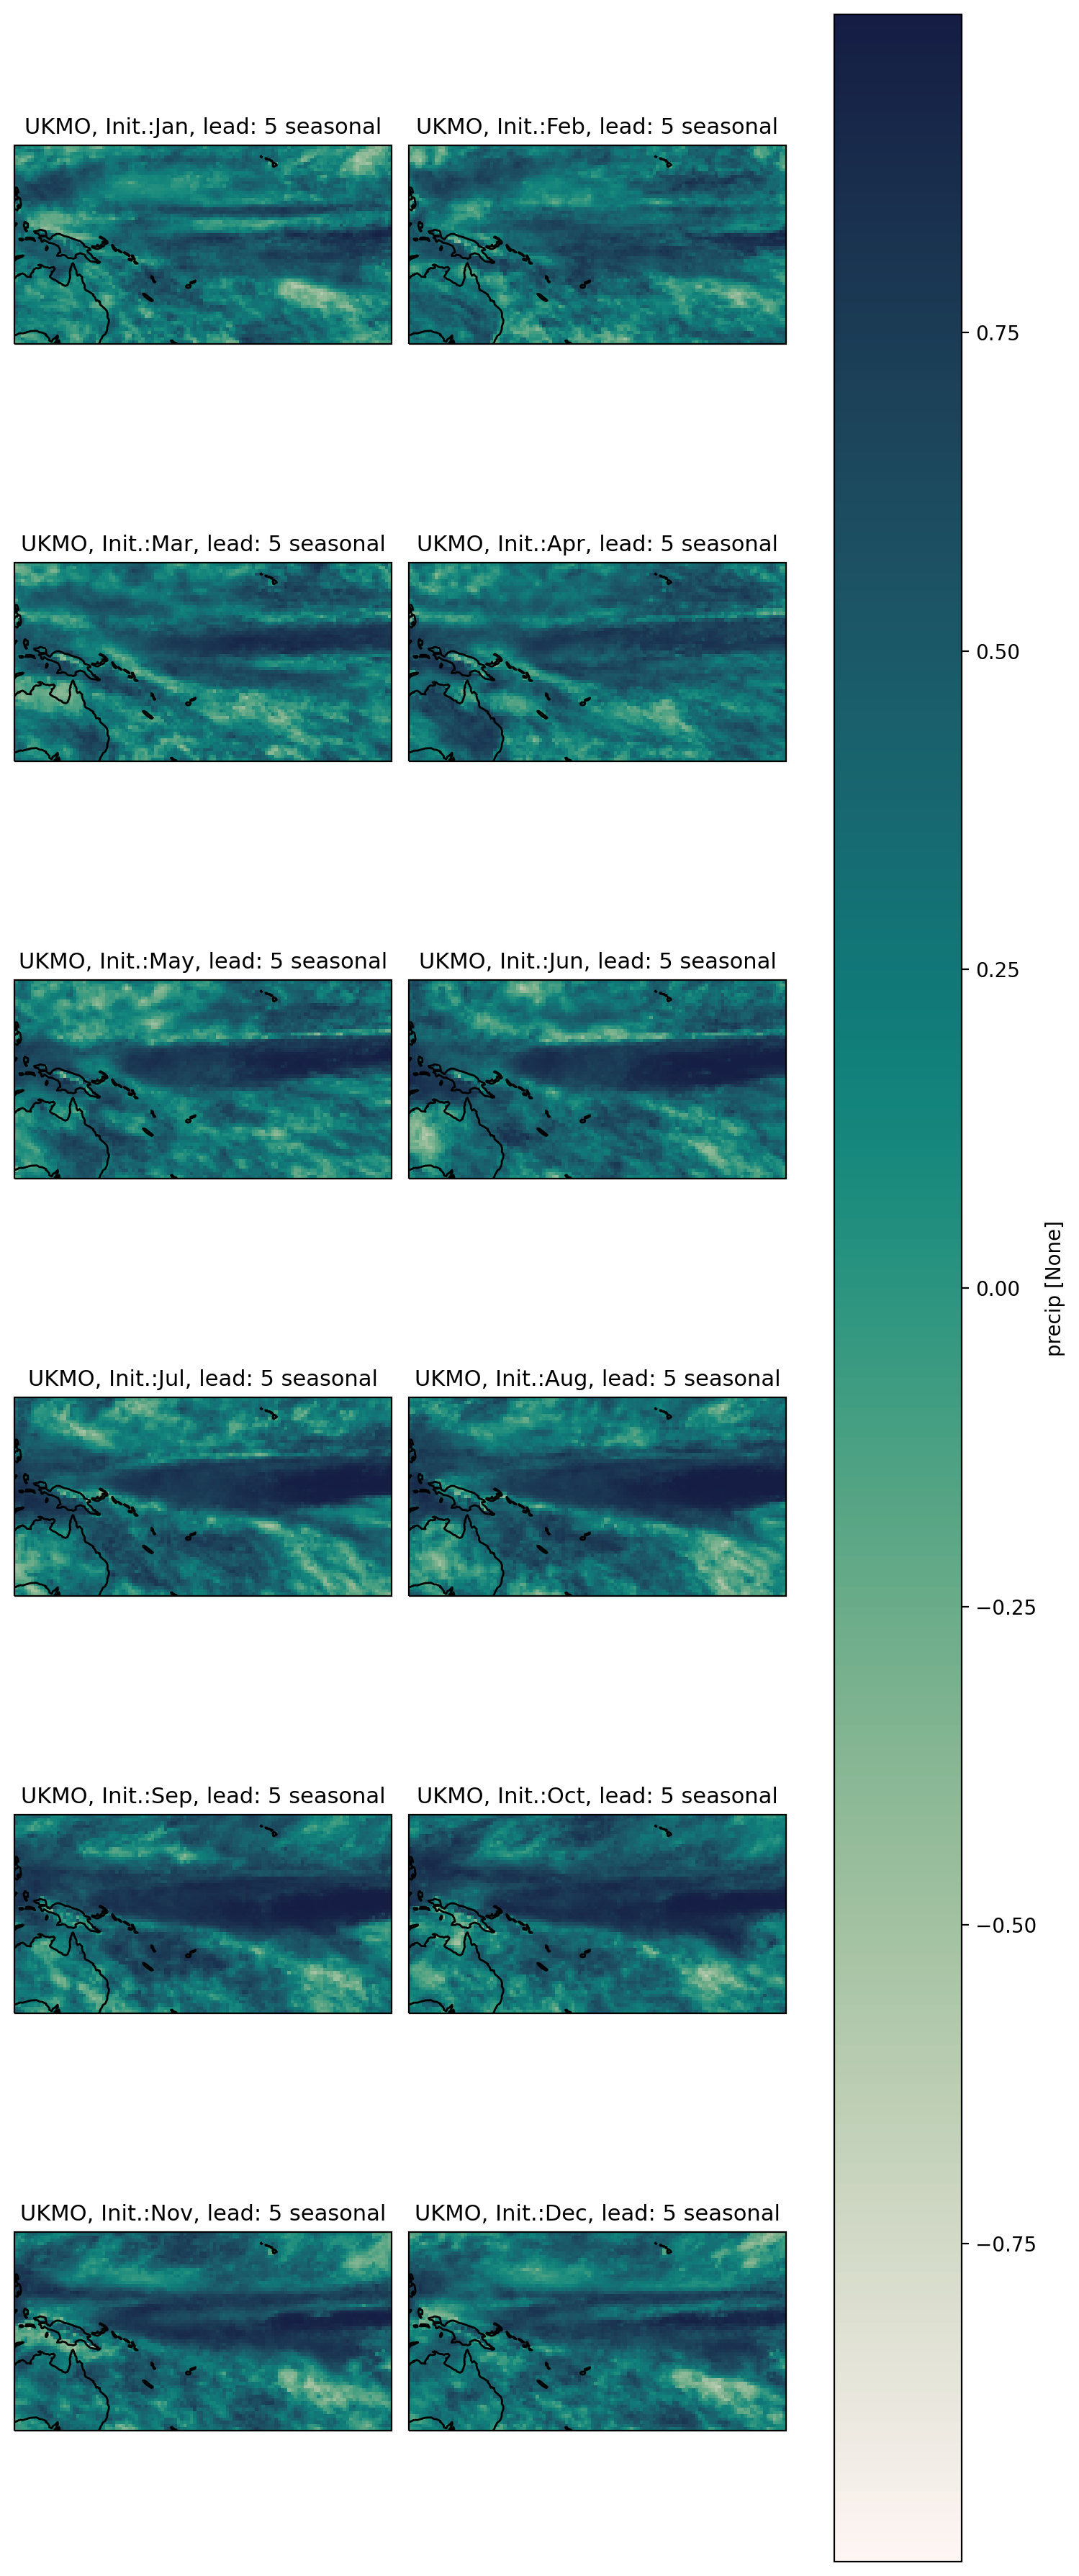 UKMO, Init.:Jan, lead: 5 seasonal
UKMO, Init.:Feb, lead: 5 seasonal
UKMO, Init.:Mar, lead: 5 seasonal
UKMO, Init.:Apr, lead: 5 seasonal
UKMO, Init.:May, lead: 5 seasonal
UKMO, Init.:Jun, lead: 5 seasonal
UKMO, Init.:Jul, lead: 5 seasonal
UKMO, Init.:Aug, lead: 5 seasonal
UKMO, Init.:Sep, lead: 5 seasonal
UKMO, Init.:Oct, lead: 5 seasonal
UKMO, Init.:Nov, lead: 5 seasonal
UKMO, Init.:Dec, lead: 5 seasonal
0.75
0.50
0.25
0.00
−0.25
−0.50
−0.75
precip [None]